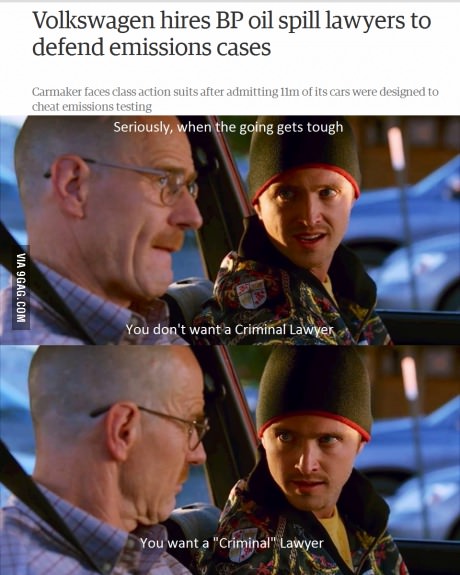 Volkswagen hires BP oil spill lawyers to
defend emissions cases
Carmaker faces class action suits after admitting 11m of its cars were designed to
cheat emissions testing
Seriously, when the going gets tough
VIA 9GAG.COM
You don't want a Criminal Lawyer
You want a "Criminal" Lawyer